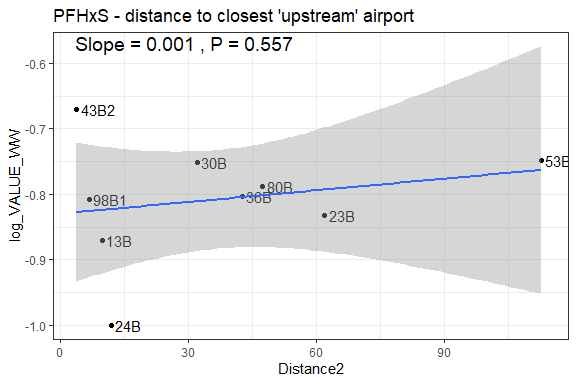 PFHxS - distance to closest 'upstream' airport
Slope = 0.001 , P = 0.557
-0.6
43B2
-0.7
30B
53B
80B
36B
-0.8
98B1
23B
13B
-0.9
24B
-1.0
0 30 60 90
Distance2
log_VALUE_WW